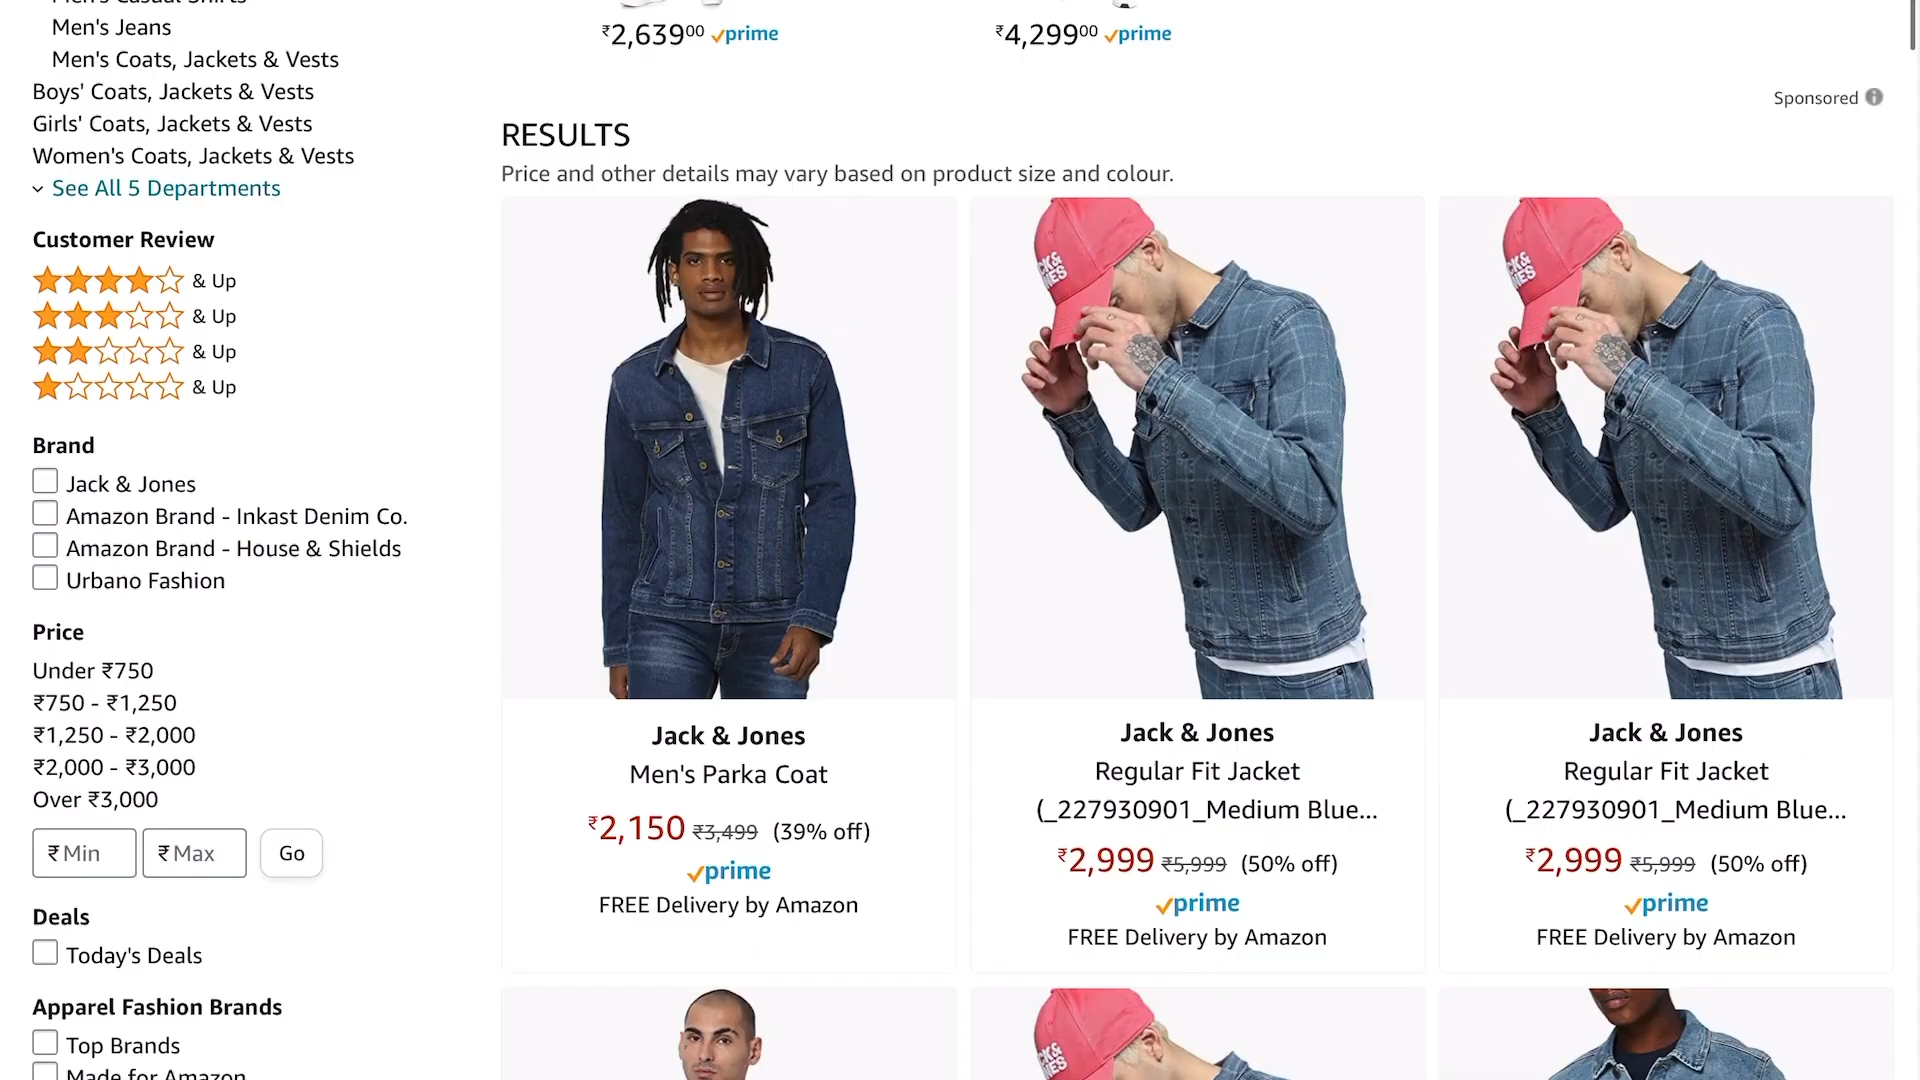 Men's Casual Shirts
Men's Jeans
Men's Coats, Jackets & Vests
Boys' Coats, Jackets & Vests
Girls' Coats, Jackets & Vests
Women's Coats, Jackets & Vests
See All 5 Departments
Customer Review
& Up
& Up
& Up
& Up
Brand
Jack & Jones
Amazon Brand - Inkast Denim Co.
Amazon Brand - House & Shields
Urbano Fashion
Price
Under ₹750
₹750 - ₹1,250
₹1,250 - ₹2,000
₹2,000 - ₹3,000
Over ₹3,000
₹ Min ₹ Max Go
Deals
Today's Deals
Apparel Fashion Brands
Top Brands
Made for Amazon
₹2,63900 prime
₹4,29900 prime
Sponsored
RESULTS
Price and other details may vary based on product size and colour.
Jack & Jones
Men's Parka Coat
₹2,150 ₹3,499 (39% off)
prime
FREE Delivery by Amazon
Jack & Jones
Regular Fit Jacket
(_227930901_Medium Blue...
₹2,999 ₹5,999 (50% off)
prime
FREE Delivery by Amazon
Jack & Jones
Regular Fit Jacket
(_227930901_Medium Blue...
₹2,999 ₹5,999 (50% off)
prime
FREE Delivery by Amazon